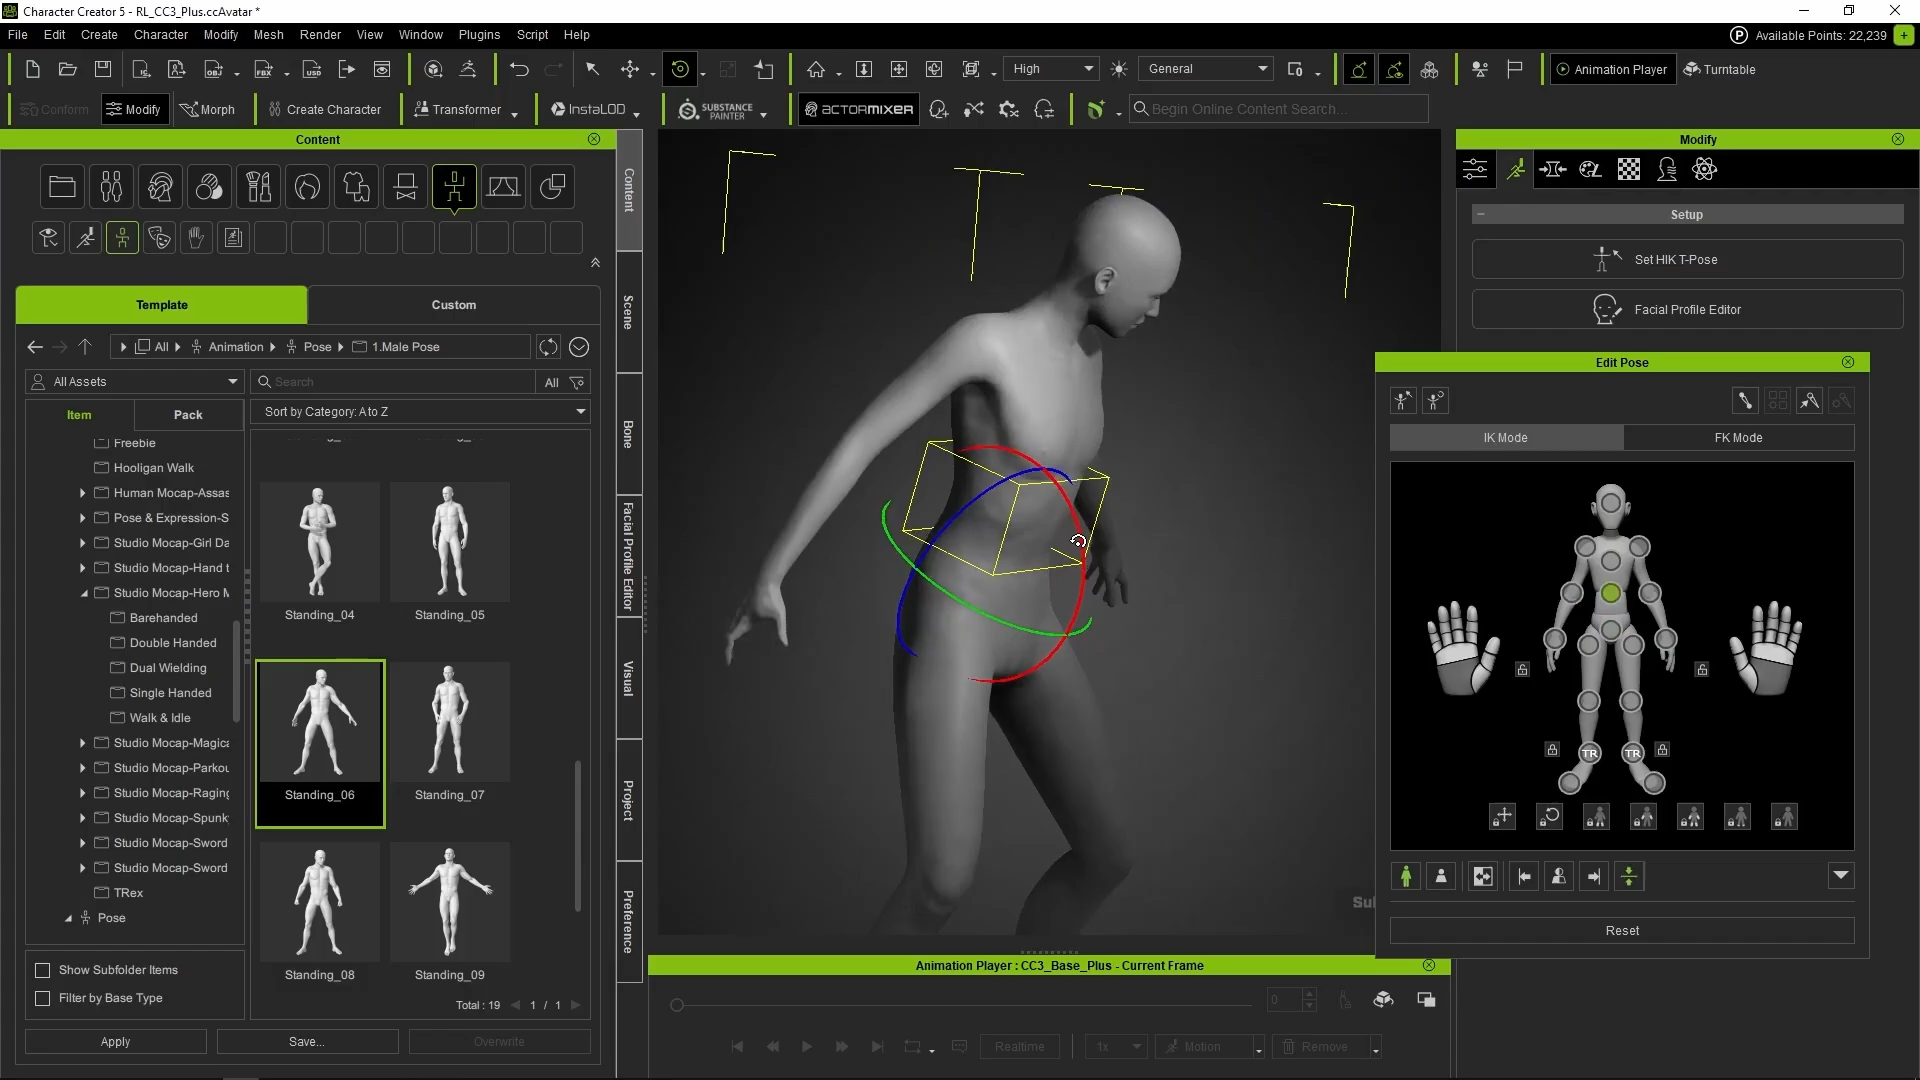 Character Creator 5 - RL_CC3_Plus.ccAvatar *
File Edit Create Character Modify Mesh Render View Window Plugins Script Help
P Available Points: 22,239 +
High
General
Animation Player
Turntable
Conform
Modify
Morph
Create Character
Transformer
InstaLOD
SUBSTANCE PAINTER
ACTORMIXER
Begin Online Content Search...
Content
Template
Custom
All
Animation
Pose
1.Male Pose
All Assets
Search
All
Item
Pack
Sort by Category: A to Z
Freebie
Hooligan Walk
Human Mocap-Assas
Pose & Expression-S
Studio Mocap-Girl Da
Studio Mocap-Hand t
Studio Mocap-Hero M
Barehanded
Double Handed
Dual Wielding
Single Handed
Walk & Idle
Studio Mocap-Magica
Studio Mocap-Parkou
Studio Mocap-Raging
Studio Mocap-Spunk
Studio Mocap-Sword
Studio Mocap-Sword
TRex
Pose
Standing_04
Standing_05
Standing_06
Standing_07
Standing_08
Standing_09
Show Subfolder Items
Filter by Base Type
Total : 19
1 / 1
Apply
Save...
Overwrite
Content
Scene
Bone
Facial Profile Editor
Visual
Project
Preference
Su
Animation Player : CC3_Base_Plus - Current Frame
0
Realtime
1x
Motion
Remove
Modify
Setup
Set HIK T-Pose
Facial Profile Editor
Edit Pose
IK Mode
FK Mode
TR
TR
Reset